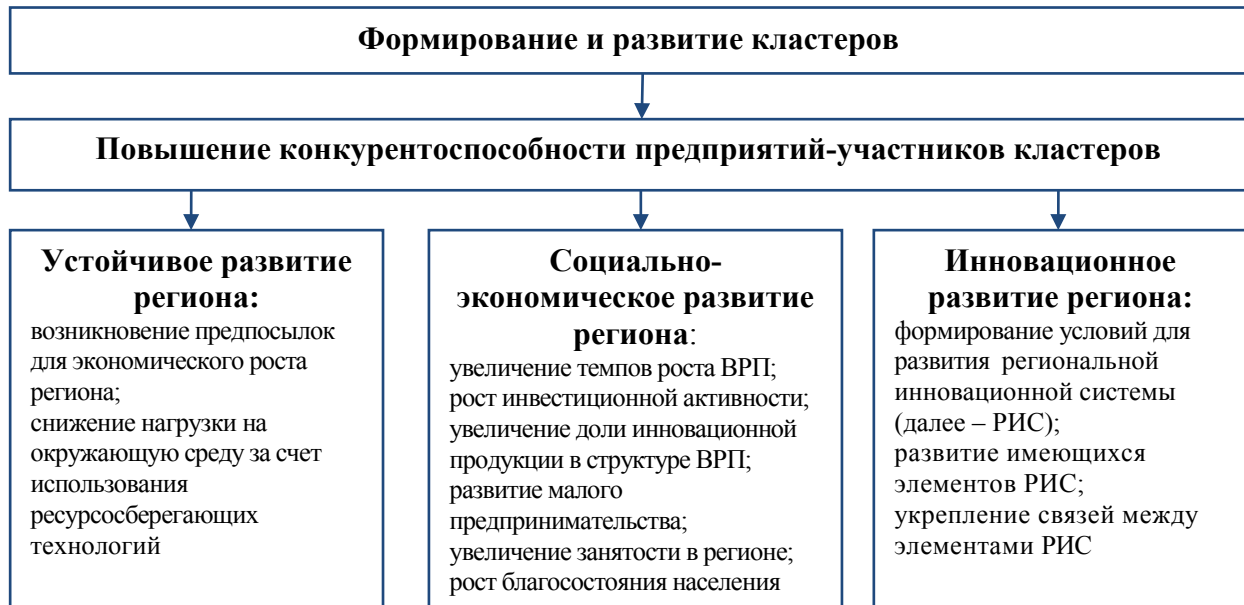 Формирование и развитие кластеров
Повышение конкурентоспособности предприятий-участников кластеров
Устойчивое развитие
региона:
возникновение предпосылок
для экономического роста
региона;
снижение нагрузки на
окружающую среду за счет
использования
ресурсосберегающих
технологий
Социально-
экономическое развитие
региона:
увеличение темпов роста ВРП;
рост инвестиционной активности;
увеличение доли инновационной
продукции в структуре ВРП;
развитие малого
предпринимательства;
увеличение занятости в регионе;
рост благосостояния населения
Инновационное
развитие региона:
формирование условий для
развития региональной
инновационной системы
(далее – РИС);
развитие имеющихся
элементов РИС;
укрепление связей между
элементами РИС